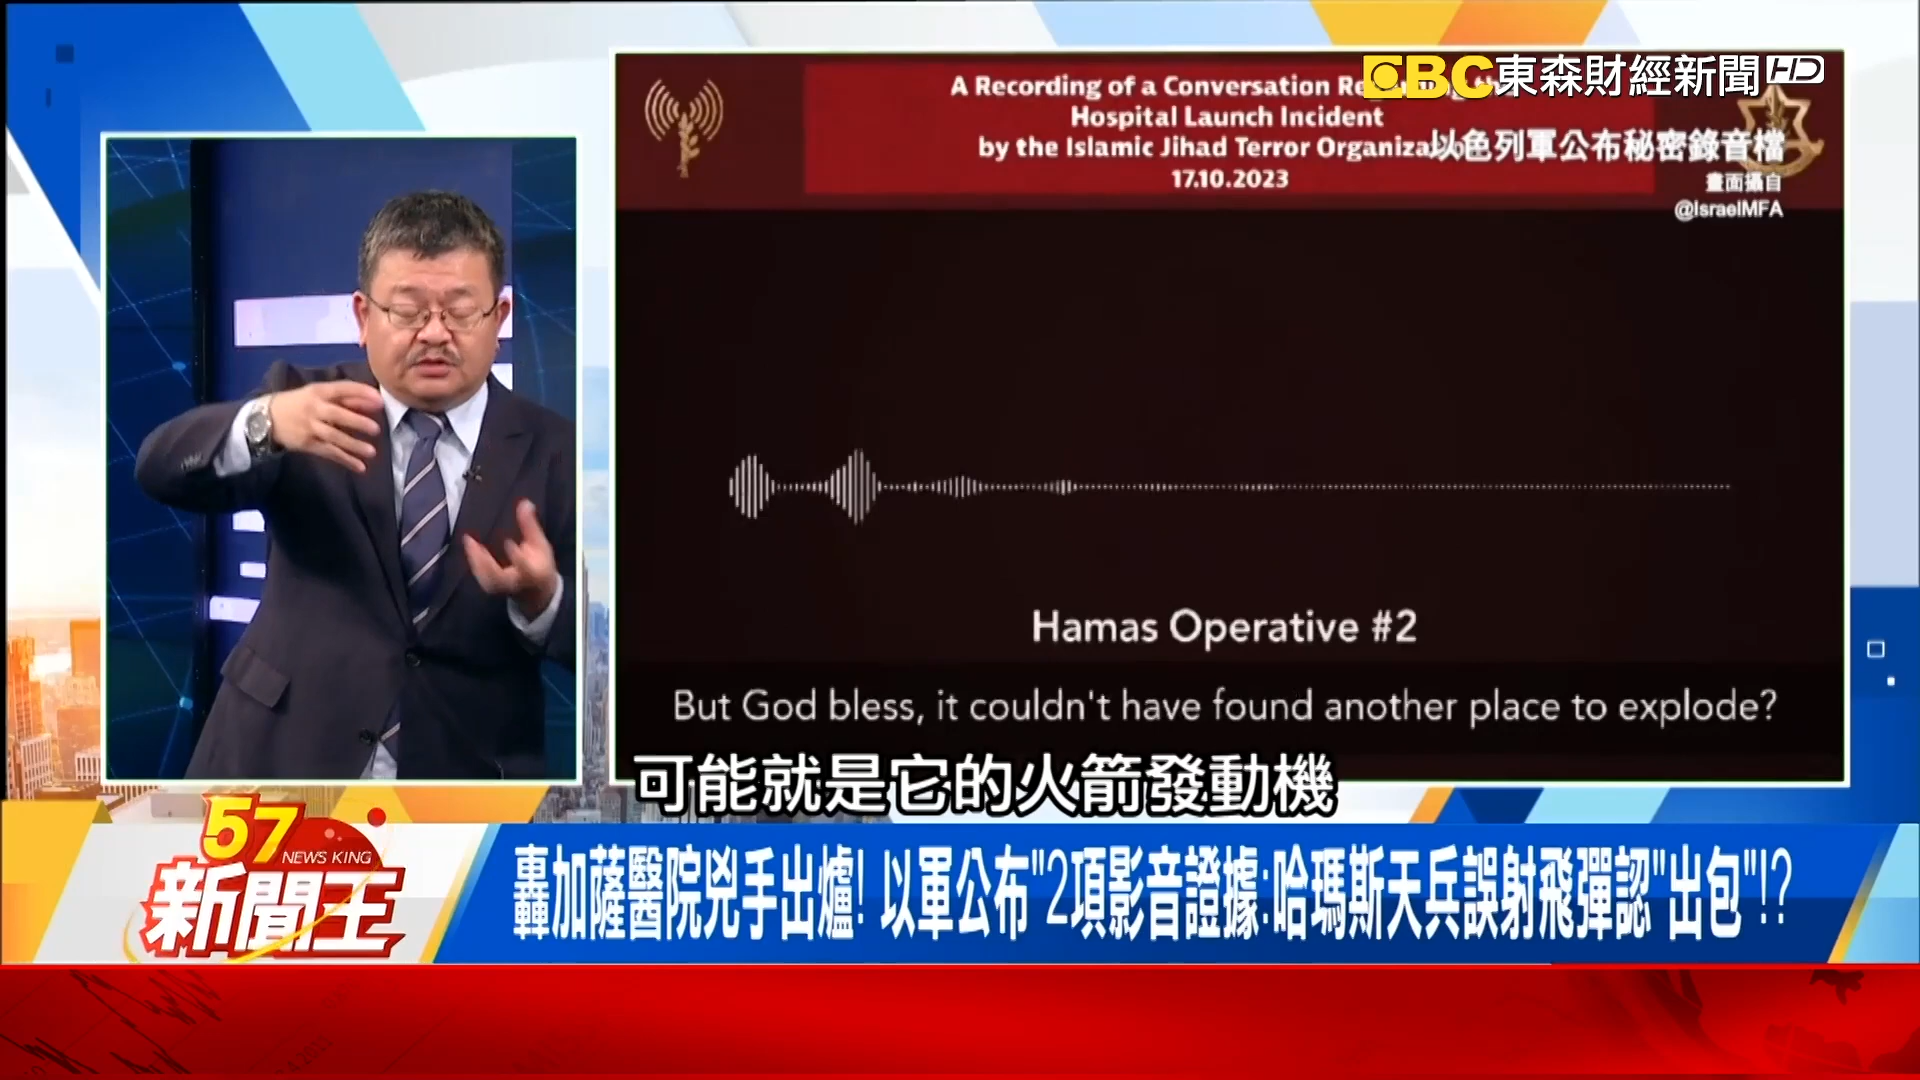 EBC東森財經新聞HD
A Recording of a Conversation Regarding the
Hospital Launch Incident
by the Islamic Jihad Terror Organization
17.10.2023
以色列軍公布秘密錄音檔
畫面攝自
@IsraelMFA
Hamas Operative #2
But God bless, it couldn't have found another place to explode?
可能就是它的火箭發動機
57
NEWS KING
新聞王
轟加薩醫院兇手出爐! 以軍公布"2項影音證據:哈瑪斯天兵誤射飛彈認"出包"!?